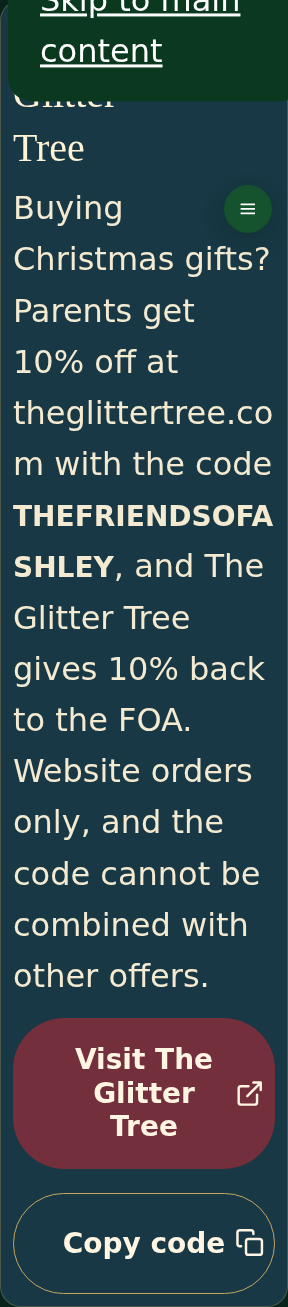 Skip to main
content
Glitter
Tree
Buying
Christmas gifts?
Parents get
10% off at
theglittertree.co
m with the code
THEFRIENDSOFA
SHLEY, and The
Glitter Tree
gives 10% back
to the FOA.
Website orders
only, and the
code cannot be
combined with
other offers.
Visit The
Glitter
Tree
Copy code